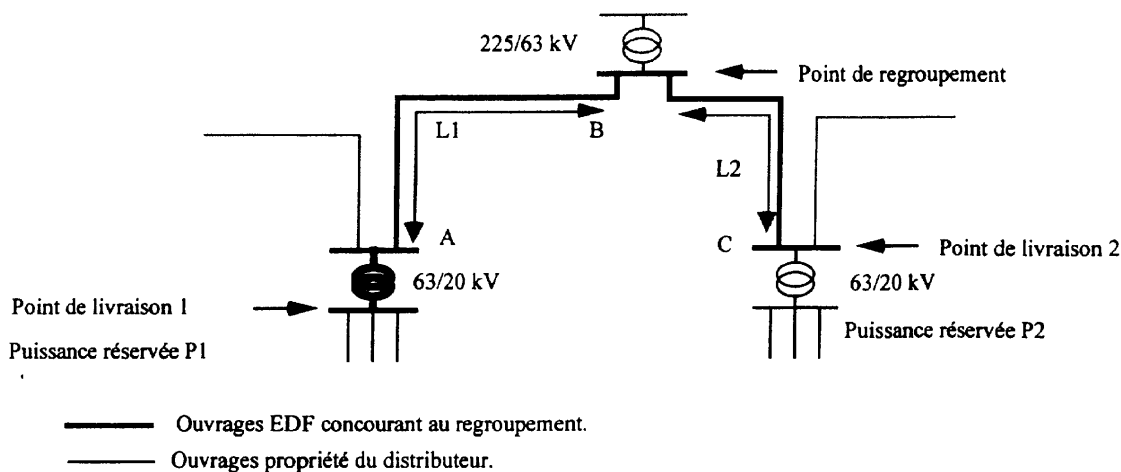 225/63 kV
Point de regroupement
L1
B
L2
A
C
Point de livraison 2
63/20 kV
63/20 kV
Point de livraison 1
Puissance réservée P2
Puissance réservée P1
Ouvrages EDF concourant au regroupement.
Ouvrages propriété du distributeur.